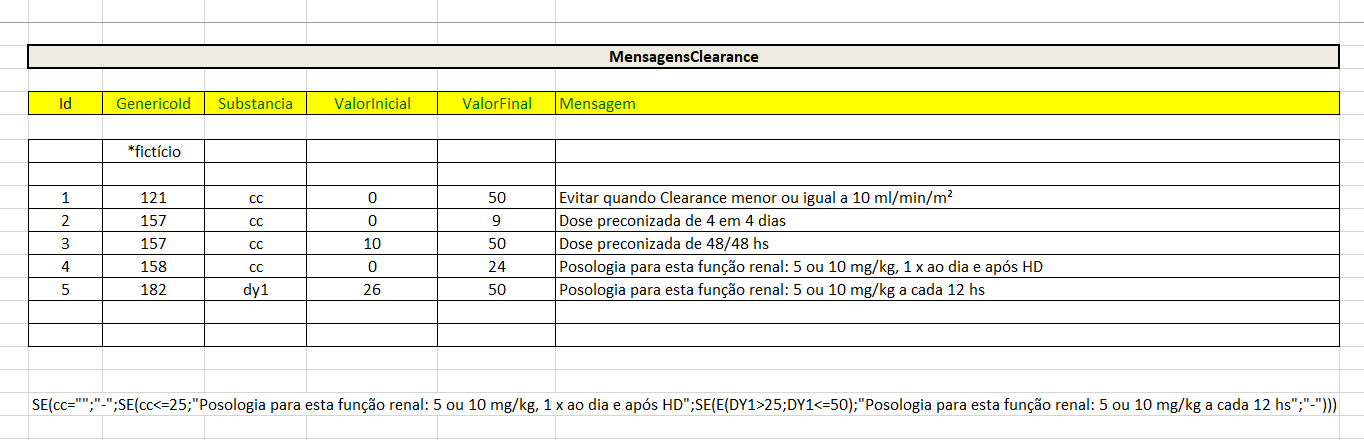 MensagensClearance
Id GenericoId Substancia ValorInicial ValorFinal Mensagem
*fictício
1 121 cc 0 50 Evitar quando Clearance menor ou igual a 10 ml/min/m²
2 157 cc 0 9 Dose preconizada de 4 em 4 dias
3 157 cc 10 50 Dose preconizada de 48/48 hs
4 158 cc 0 24 Posologia para esta função renal: 5 ou 10 mg/kg, 1 x ao dia e após HD
5 182 dy1 26 50 Posologia para esta função renal: 5 ou 10 mg/kg a cada 12 hs
SE(cc="";"-";SE(cc<=25;"Posologia para esta função renal: 5 ou 10 mg/kg, 1 x ao dia e após HD";SE(E(DY1>25;DY1<=50);"Posologia para esta função renal: 5 ou 10 mg/kg a cada 12 hs";"-")))